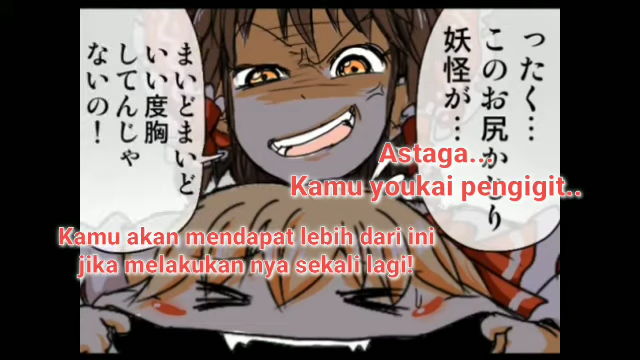 ったく…
このお尻かじり
妖怪が…
まいどまいど
いい度胸
してんじゃ
ないの！
Astaga...
Kamu youkai pengigit..
Kamu akan mendapat lebih dari ini
jika melakukan nya sekali lagi!